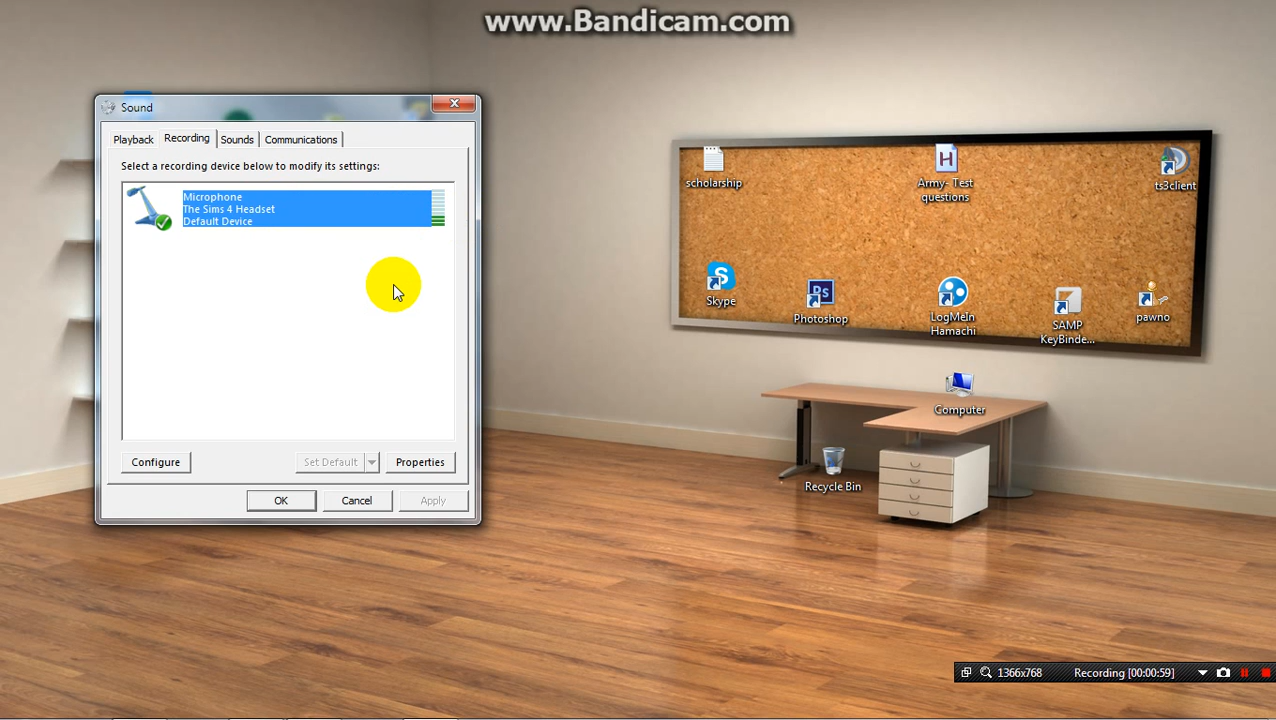 www.Bandicam.com
Sound
Playback
Recording
Sounds
Communications
Select a recording device below to modify its settings:
Microphone
The Sims 4 Headset
Default Device
Configure
Set Default
Properties
OK
Cancel
Apply
scholarship
Army- Test
questions
ts3client
Skype
Ps
Photoshop
LogMeIn
Hamachi
SAMP
KeyBinde...
pawno
Computer
Recycle Bin
1366x768
Recording [00:00:59]